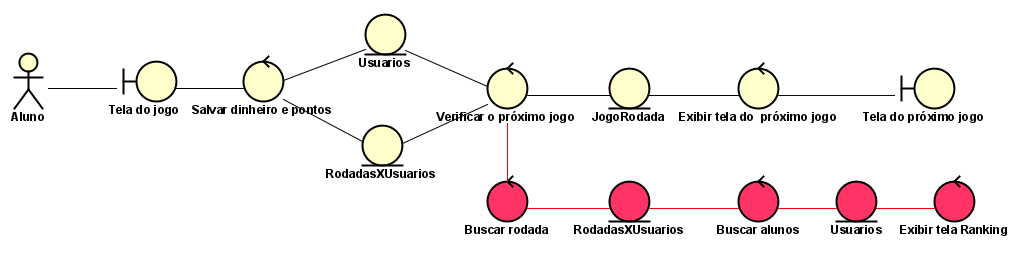 Usuarios
Aluno
Tela do jogo
Salvar dinheiro e pontos
Verificar o próximo jogo
JogoRodada
Exibir tela do  próximo jogo
Tela do próximo jogo
RodadasXUsuarios
Buscar rodada
RodadasXUsuarios
Buscar alunos
Usuarios
Exibir tela Ranking